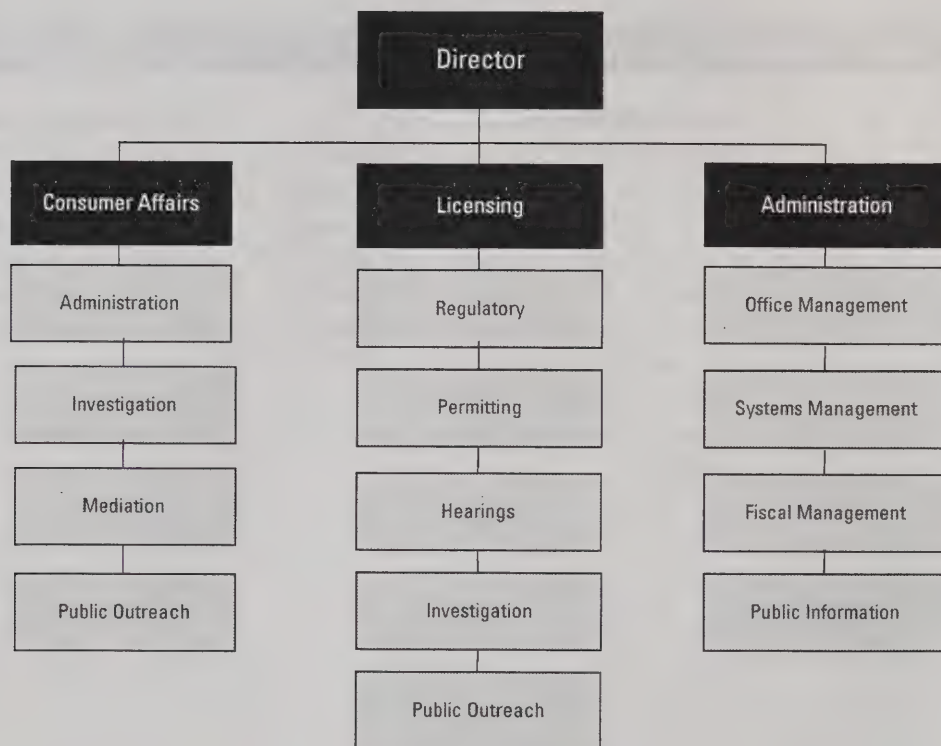 Director
Consumer Affairs
Licensing
Administration
Administration
Regulatory
Office Management
Investigation
Permitting
Systems Management
Mediation
Hearings
Fiscal Management
Public Outreach
Investigation
Public Information
Public Outreach